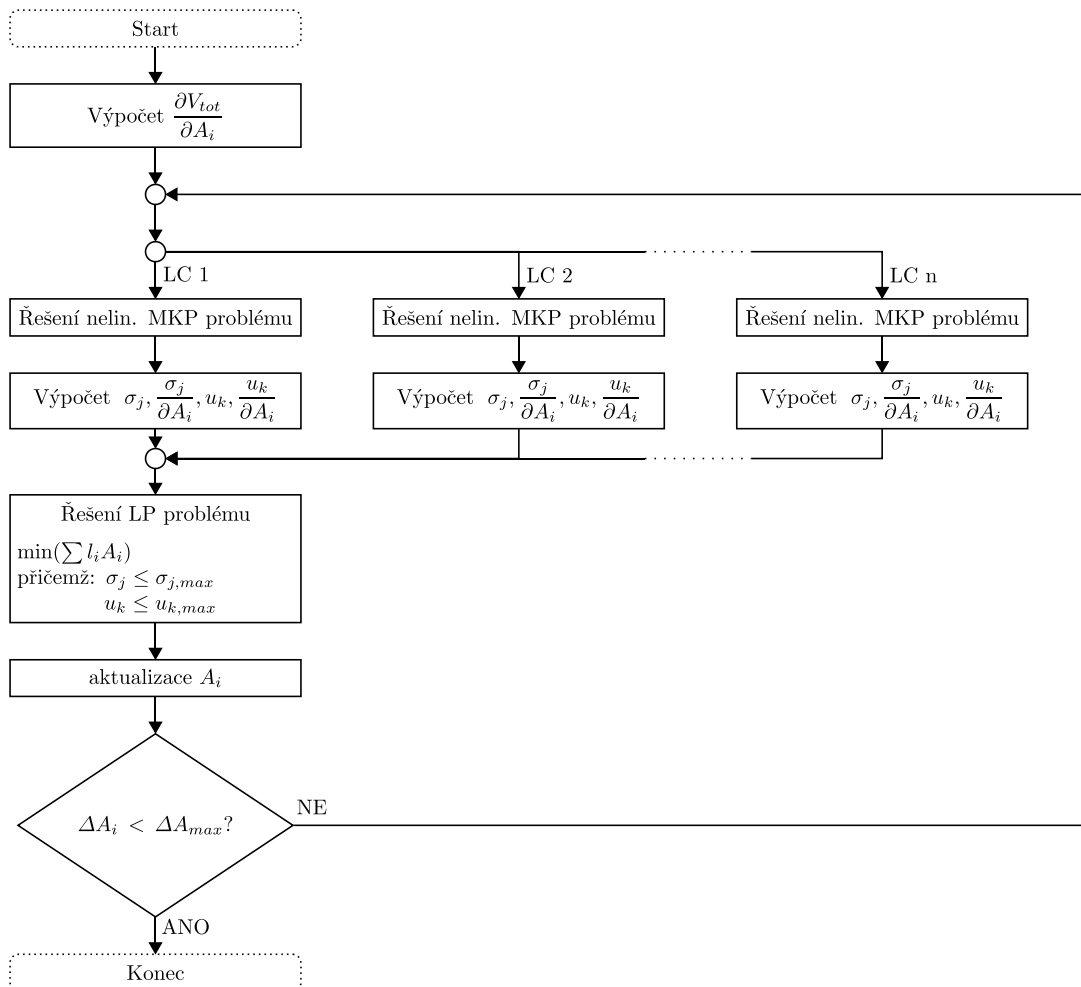 Start
Výpočet ∂V_tot/∂A_i
LC 1
LC 2
LC n
Řešení nelin. MKP problému
Řešení nelin. MKP problému
Řešení nelin. MKP problému
Výpočet σ_j, σ_j/∂A_i, u_k, u_k/∂A_i
Výpočet σ_j, σ_j/∂A_i, u_k, u_k/∂A_i
Výpočet σ_j, σ_j/∂A_i, u_k, u_k/∂A_i
Řešení LP problému
min(∑ l_i A_i)
přičemž: σ_j ≤ σ_j,max
u_k ≤ u_k,max
aktualizace A_i
ΔA_i < ΔA_max?
NE
ANO
Konec